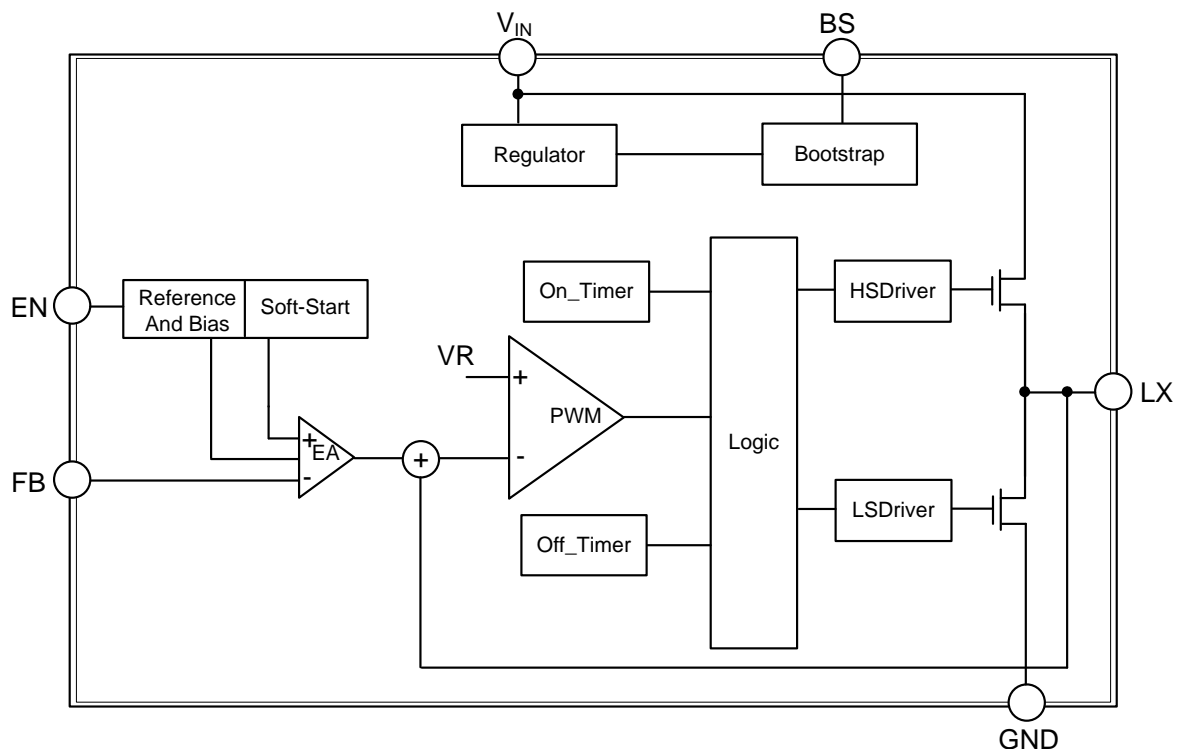 VIN
BS
Regulator
Bootstrap
EN
Reference
And Bias
Soft-Start
On_Timer
HSDriver
VR
+
PWM
-
LX
+
EA
-
+
Logic
FB
LSDriver
Off_Timer
GND